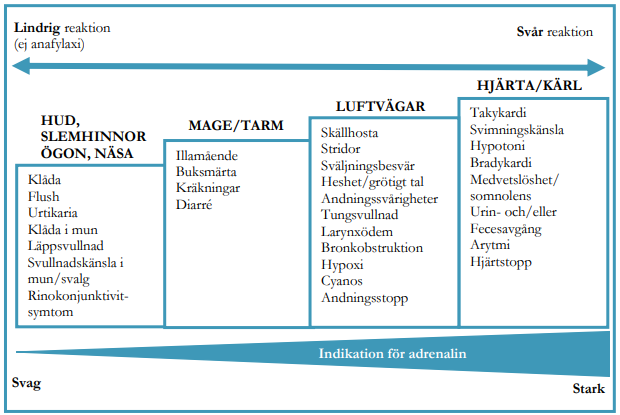 Lindrig reaktion
(ej anafylaxi)
Svår reaktion
HUD,
SLEMHINNOR
ÖGON, NÄSA
Klåda
Flush
Urtikaria
Klåda i mun
Läppsvullnad
Svullnadskänsla i
mun/svalg
Rinokonjunktivit-
symtom
MAGE/TARM
Illamående
Buksmärta
Kräkningar
Diarré
LUFTVÄGAR
Skällhosta
Stridor
Sväljningsbesvär
Heshet/grötigt tal
Andningssvårigheter
Tungsvullnad
Larynxödem
Bronkobstruktion
Hypoxi
Cyanos
Andningsstopp
HJÄRTA/KÄRL
Takykardi
Svimningskänsla
Hypotoni
Bradykardi
Medvetslöshet/
somnolens
Urin- och/eller
Fecesavgång
Arytmi
Hjärtstopp
Indikation för adrenalin
Svag
Stark